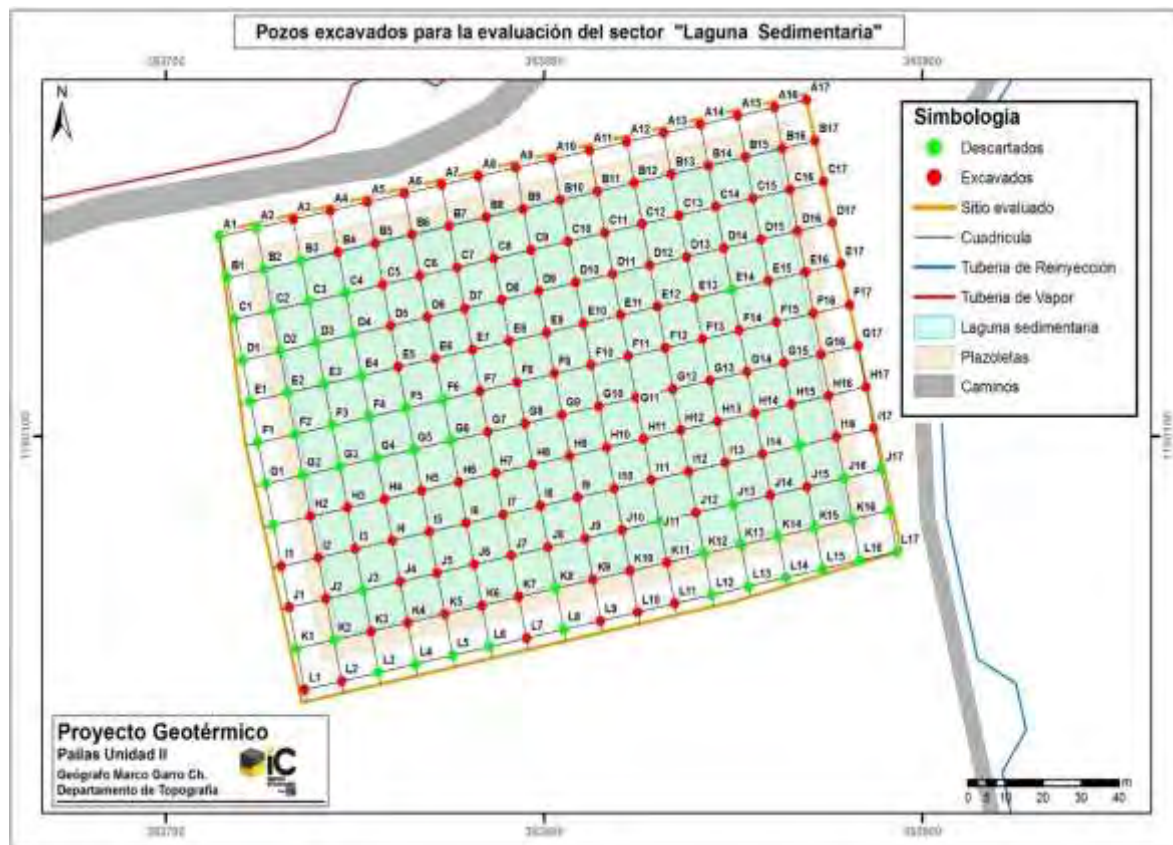 Pozos excavados para la evaluación del sector "Laguna Sedimentaria"
N
A1 A2 A3 A4 A5 A6 A7 A8 A9 A10 A11 A12 A13 A14 A15 A16 A17
B1 B2 B3 B4 B5 B6 B7 B8 B9 B10 B11 B12 B13 B14 B15 B16 B17
C1 C2 C3 C4 C5 C6 C7 C8 C9 C10 C11 C12 C13 C14 C15 C16 C17
D1 D2 D3 D4 D5 D6 D7 D8 D9 D10 D11 D12 D13 D14 D15 D16 D17
E1 E2 E3 E4 E5 E6 E7 E8 E9 E10 E11 E12 E13 E14 E15 E16 E17
F1 F2 F3 F4 F5 F6 F7 F8 F9 F10 F11 F12 F13 F14 F15 F16 F17
G1 G2 G3 G4 G5 G6 G7 G8 G9 G10 G11 G12 G13 G14 G15 G16 G17
H2 H3 H4 H5 H6 H7 H8 H9 H10 H11 H12 H13 H14 H15 H16 H17
I1 I2 I3 I4 I5 I6 I7 I8 I9 I10 I11 I12 I13 I14 I16 I17
J1 J2 J3 J4 J5 J6 J7 J8 J9 J10 J11 J12 J13 J14 J15 J16 J17
K1 K2 K3 K4 K5 K6 K7 K8 K9 K10 K11 K12 K13 K14 K15 K16
L1 L2 L3 L4 L5 L6 L7 L8 L9 L10 L11 L12 L13 L14 L15 L16 L17
Simbología
Descartados
Excavados
Sitio evaluado
Cuadrícula
Tubería de Reinyección
Tubería de Vapor
Laguna sedimentaria
Plazoletas
Caminos
Proyecto Geotérmico
Pailas Unidad II
Geógrafo Marco Garro Ch.
Departamento de Topografía
iC
0 5 10 20 30 40
m